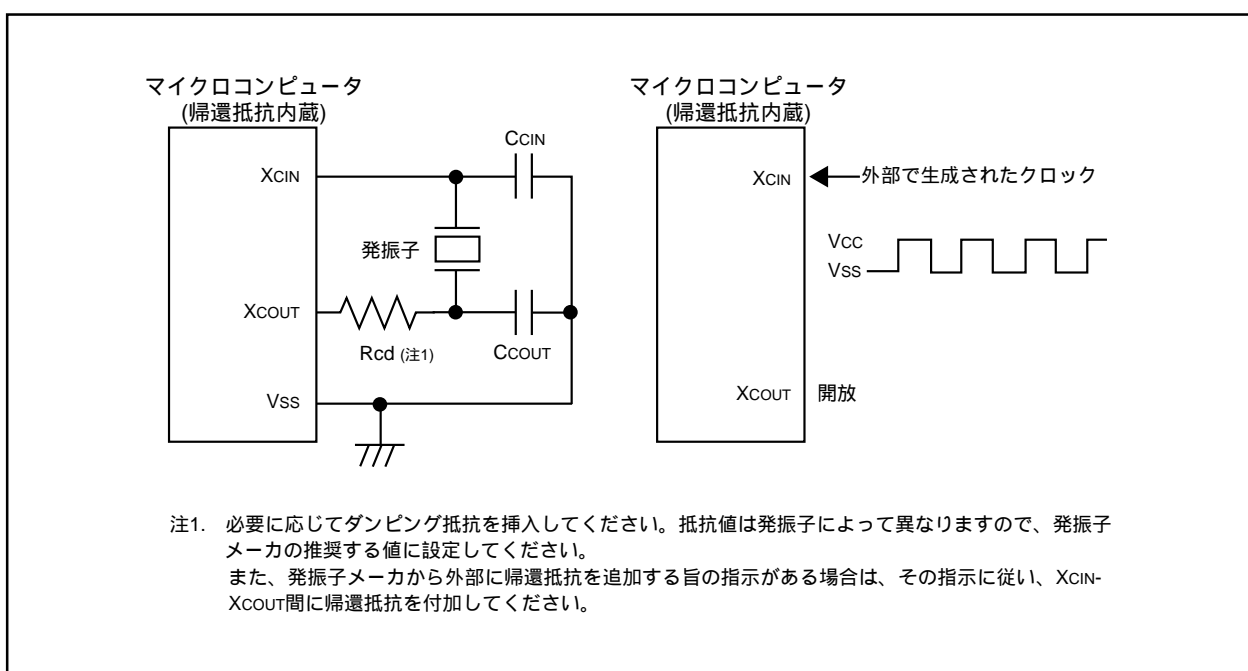 マイクロコンピュータ
(帰還抵抗内蔵)
XCIN
CCIN
発振子
XCOUT
Rcd (注1)
CCOUT
VSS
マイクロコンピュータ
(帰還抵抗内蔵)
XCIN
外部で生成されたクロック
VCC
VSS
XCOUT
開放
注1. 必要に応じてダンピング抵抗を挿入してください。抵抗値は発振子によって異なりますので、発振子
メーカの推奨する値に設定してください。
また、発振子メーカから外部に帰還抵抗を追加する旨の指示がある場合は、その指示に従い、XCIN-
XCOUT間に帰還抵抗を付加してください。